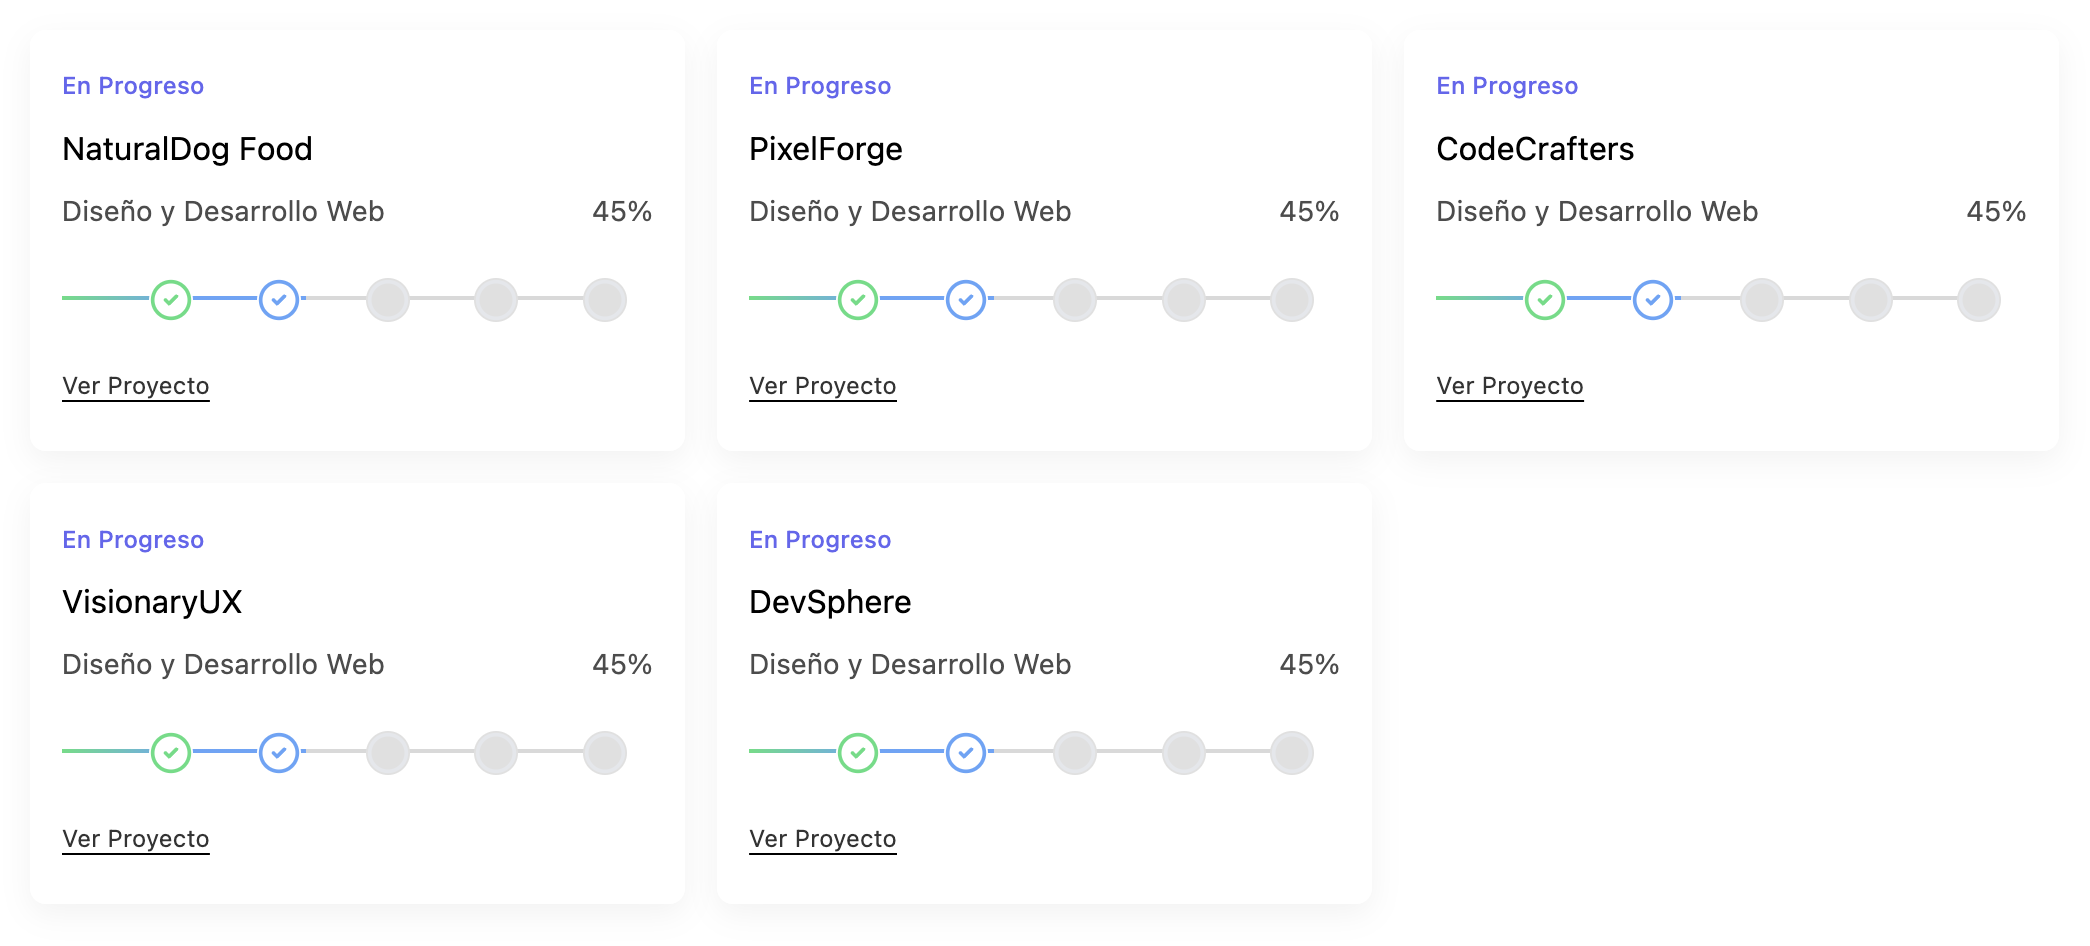 En Progreso
NaturalDog Food
Diseño y Desarrollo Web 45%
Ver Proyecto
En Progreso
PixelForge
Diseño y Desarrollo Web 45%
Ver Proyecto
En Progreso
CodeCrafters
Diseño y Desarrollo Web 45%
Ver Proyecto
En Progreso
VisionaryUX
Diseño y Desarrollo Web 45%
Ver Proyecto
En Progreso
DevSphere
Diseño y Desarrollo Web 45%
Ver Proyecto